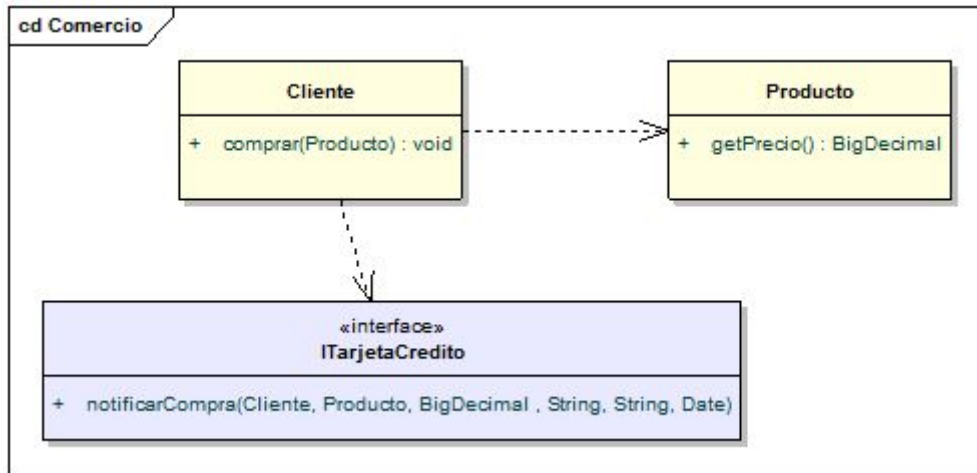 cd Comercio
Cliente
+ comprar(Producto) : void
Producto
+ getPrecio() : BigDecimal
«interface»
ITarjetaCredito
+ notificarCompra(Cliente, Producto, BigDecimal , String, String, Date)